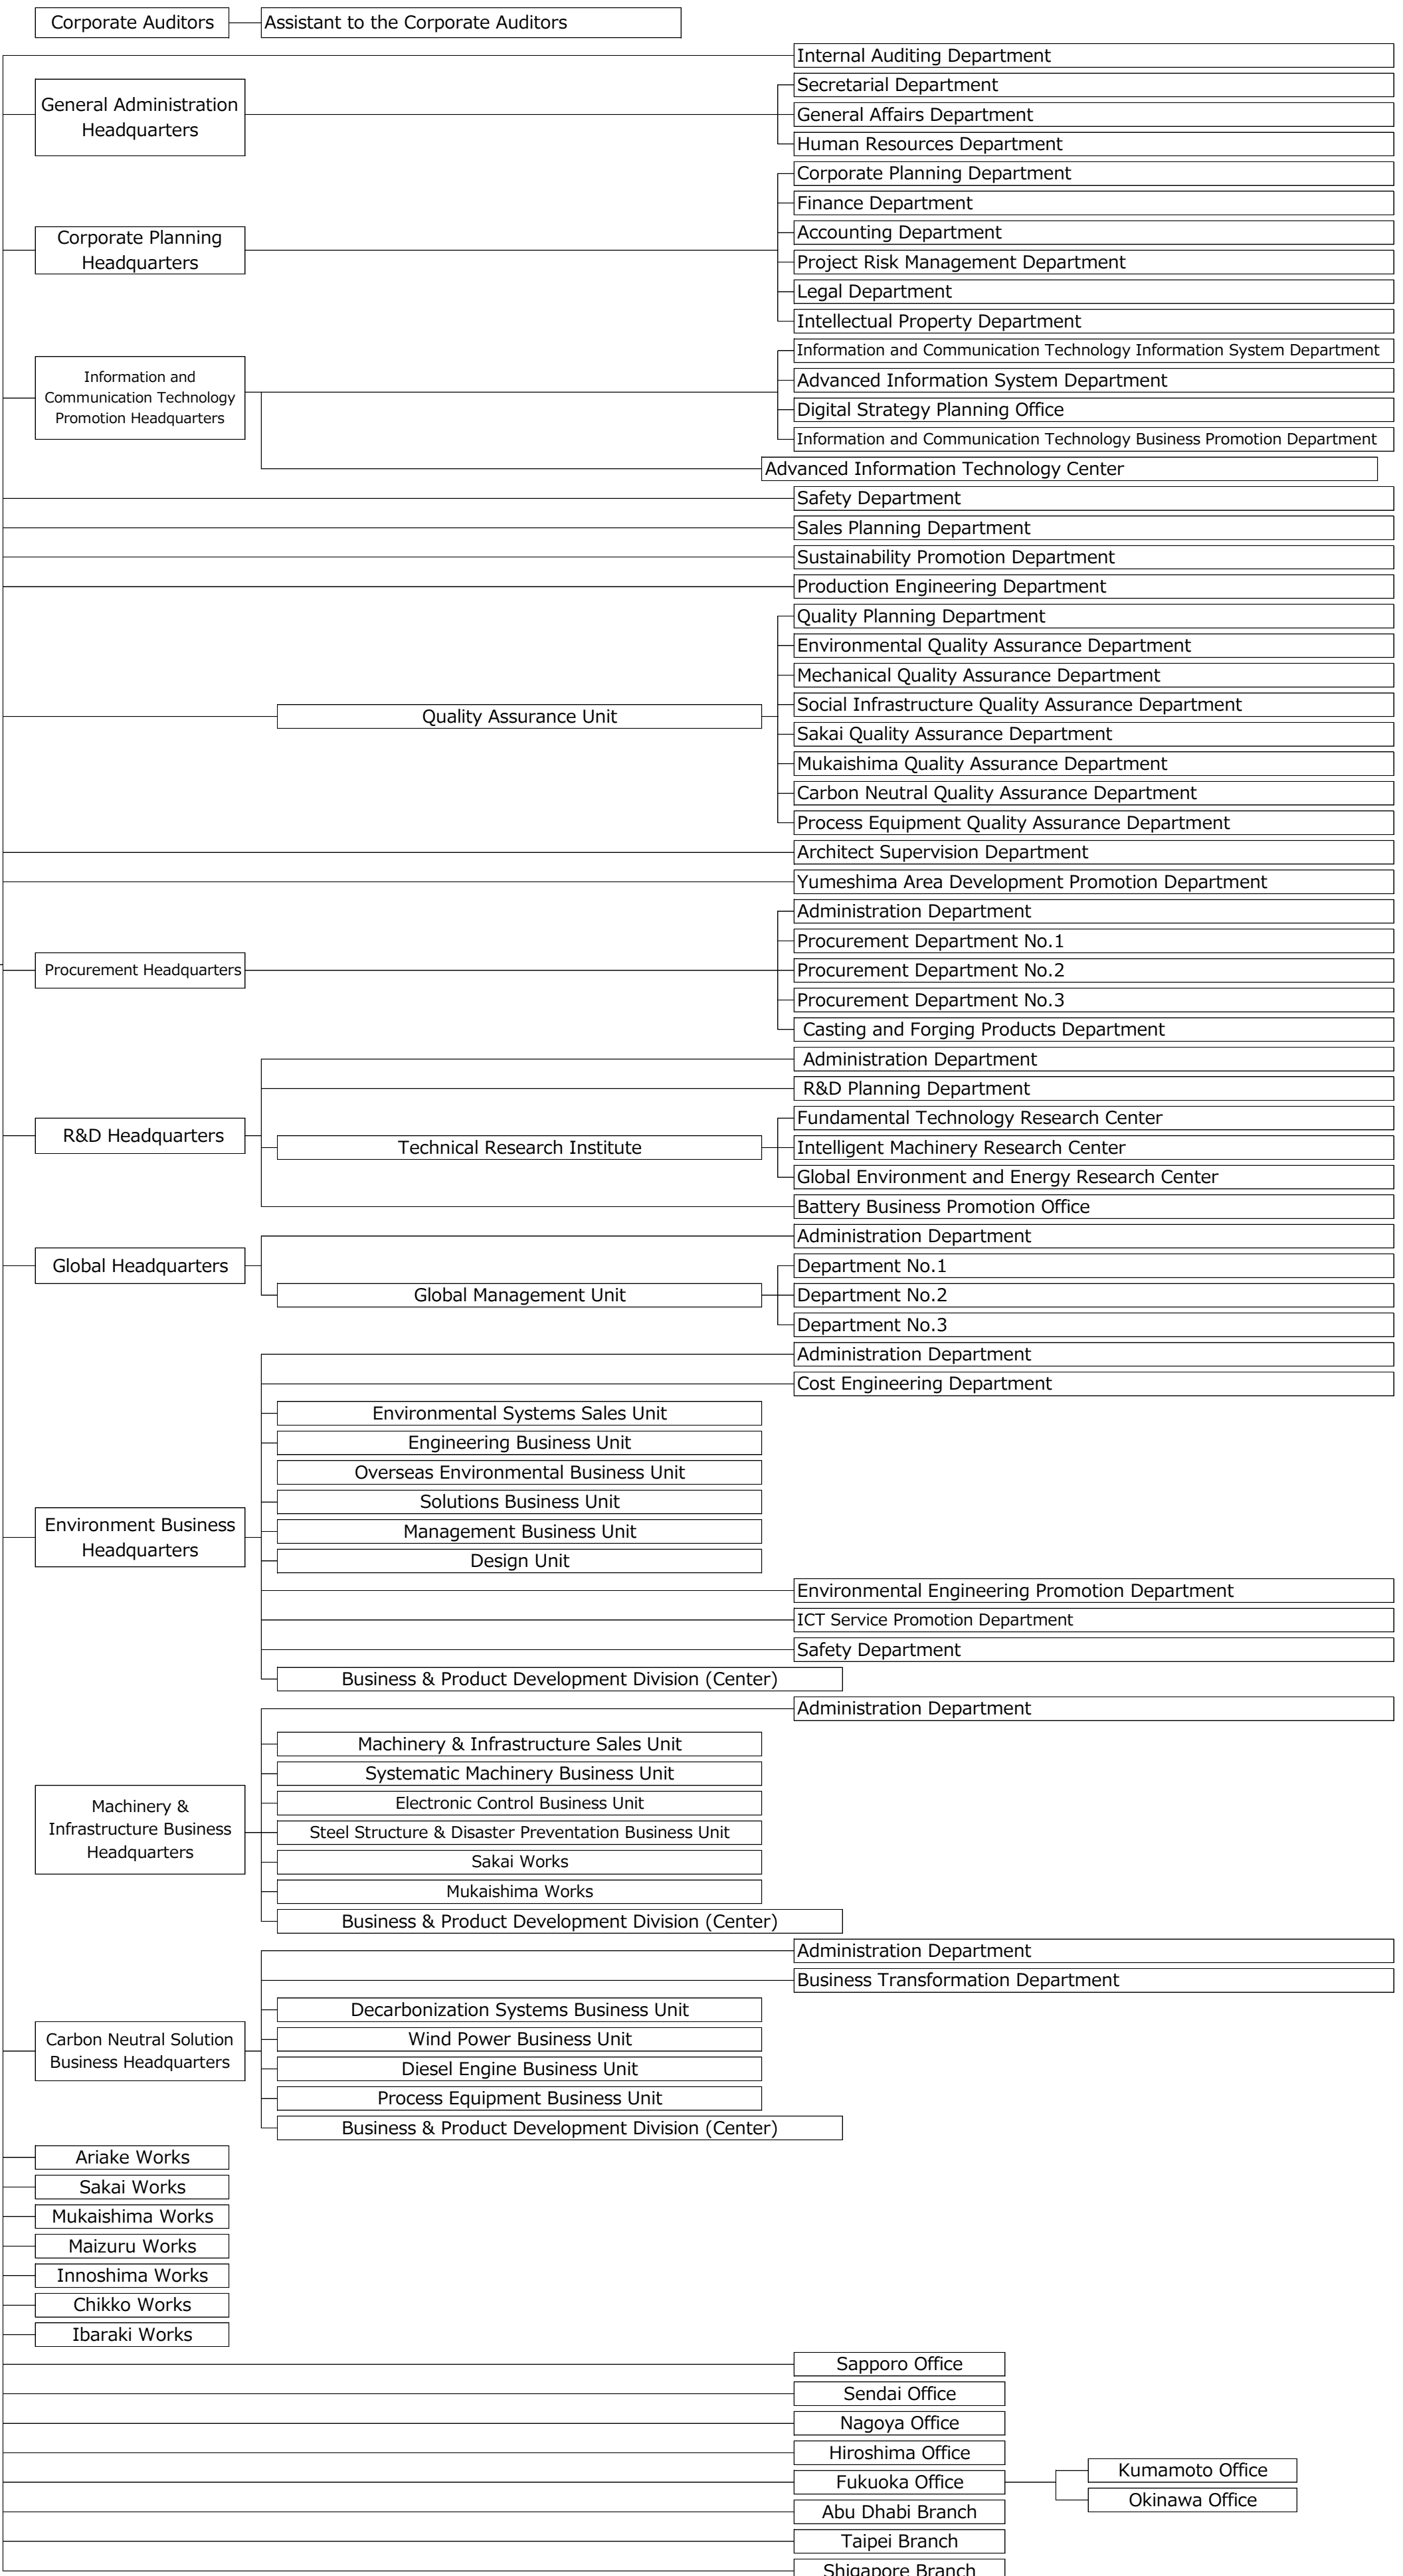 Corporate Auditors
Assistant to the Corporate Auditors
Internal Auditing Department
General Administration
Headquarters
Secretarial Department
General Affairs Department
Human Resources Department
Corporate Planning
Headquarters
Corporate Planning Department
Finance Department
Accounting Department
Project Risk Management Department
Legal Department
Intellectual Property Department
Information and
Communication Technology
Promotion Headquarters
Information and Communication Technology Information System Department
Advanced Information System Department
Digital Strategy Planning Office
Information and Communication Technology Business Promotion Department
Advanced Information Technology Center
Safety Department
Sales Planning Department
Sustainability Promotion Department
Production Engineering Department
Quality Assurance Unit
Quality Planning Department
Environmental Quality Assurance Department
Mechanical Quality Assurance Department
Social Infrastructure Quality Assurance Department
Sakai Quality Assurance Department
Mukaishima Quality Assurance Department
Carbon Neutral Quality Assurance Department
Process Equipment Quality Assurance Department
Architect Supervision Department
Yumeshima Area Development Promotion Department
Procurement Headquarters
Administration Department
Procurement Department No.1
Procurement Department No.2
Procurement Department No.3
Casting and Forging Products Department
R&D Headquarters
Administration Department
R&D Planning Department
Technical Research Institute
Fundamental Technology Research Center
Intelligent Machinery Research Center
Global Environment and Energy Research Center
Battery Business Promotion Office
Global Headquarters
Administration Department
Global Management Unit
Department No.1
Department No.2
Department No.3
Environment Business
Headquarters
Administration Department
Cost Engineering Department
Environmental Systems Sales Unit
Engineering Business Unit
Overseas Environmental Business Unit
Solutions Business Unit
Management Business Unit
Design Unit
Environmental Engineering Promotion Department
ICT Service Promotion Department
Safety Department
Business & Product Development Division (Center)
Machinery &
Infrastructure Business
Headquarters
Administration Department
Machinery & Infrastructure Sales Unit
Systematic Machinery Business Unit
Electronic Control Business Unit
Steel Structure & Disaster Preventation Business Unit
Sakai Works
Mukaishima Works
Business & Product Development Division (Center)
Carbon Neutral Solution
Business Headquarters
Administration Department
Business Transformation Department
Decarbonization Systems Business Unit
Wind Power Business Unit
Diesel Engine Business Unit
Process Equipment Business Unit
Business & Product Development Division (Center)
Ariake Works
Sakai Works
Mukaishima Works
Maizuru Works
Innoshima Works
Chikko Works
Ibaraki Works
Sapporo Office
Sendai Office
Nagoya Office
Hiroshima Office
Fukuoka Office
Kumamoto Office
Okinawa Office
Abu Dhabi Branch
Taipei Branch
Shigapore Branch